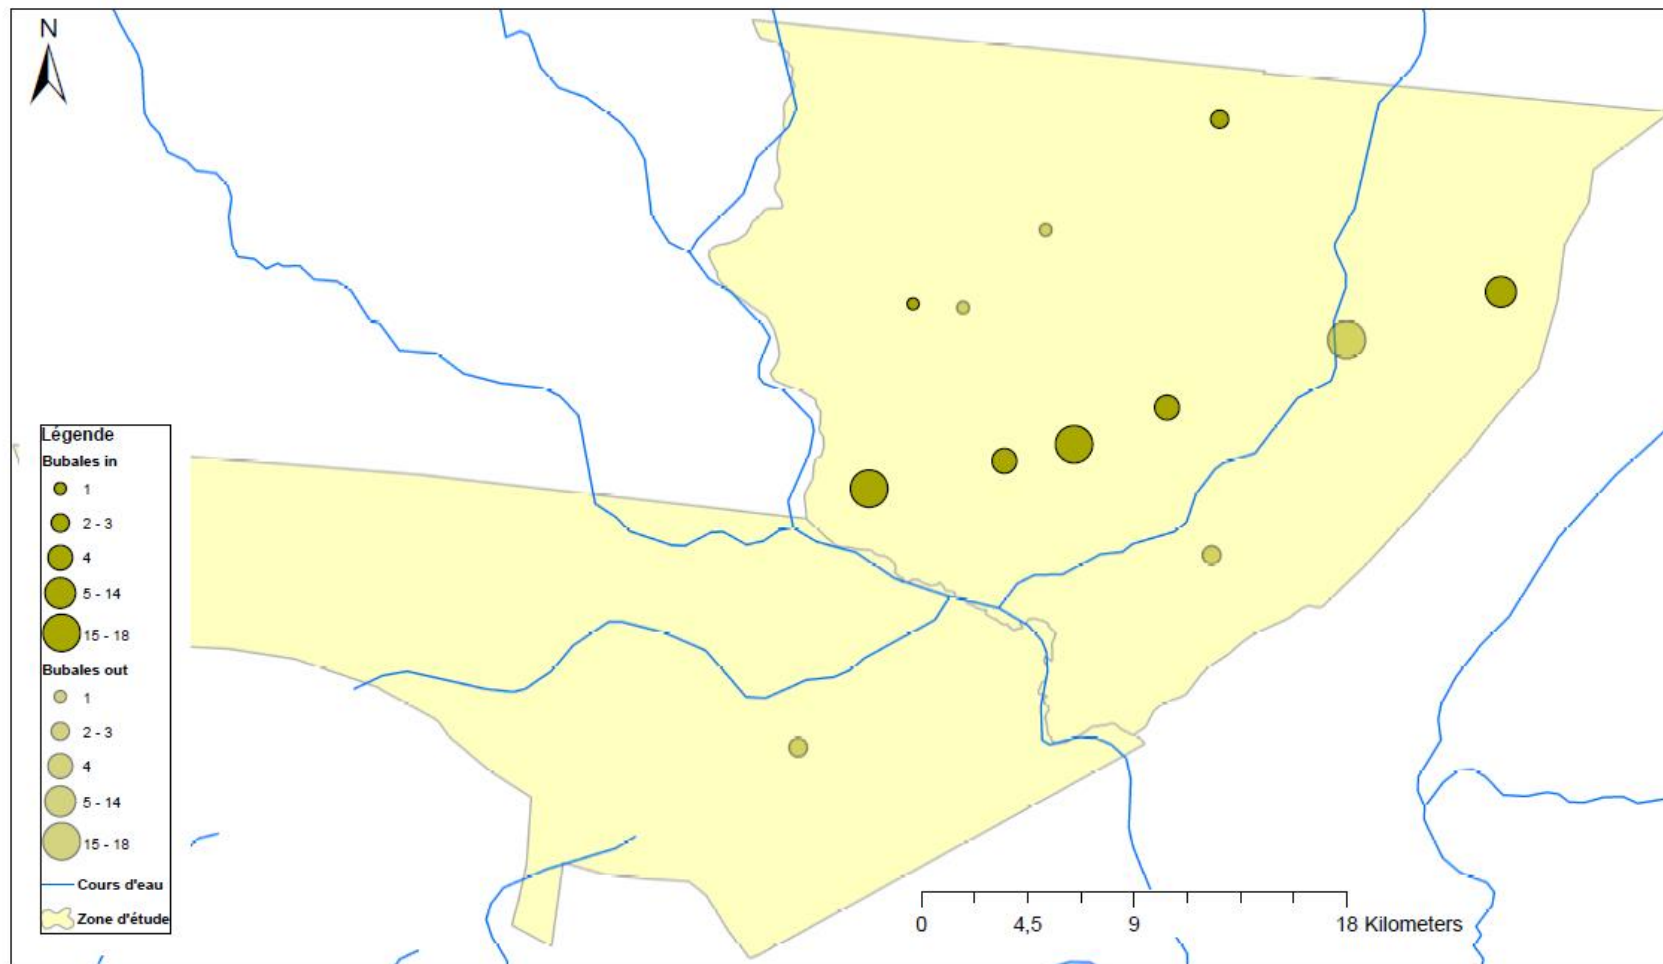 N
Légende
Bubales in
1
2 - 3
4
5 - 14
15 - 18
Bubales out
1
2 - 3
4
5 - 14
15 - 18
Cours d'eau
Zone d'étude
0 4,5 9 18 Kilometers